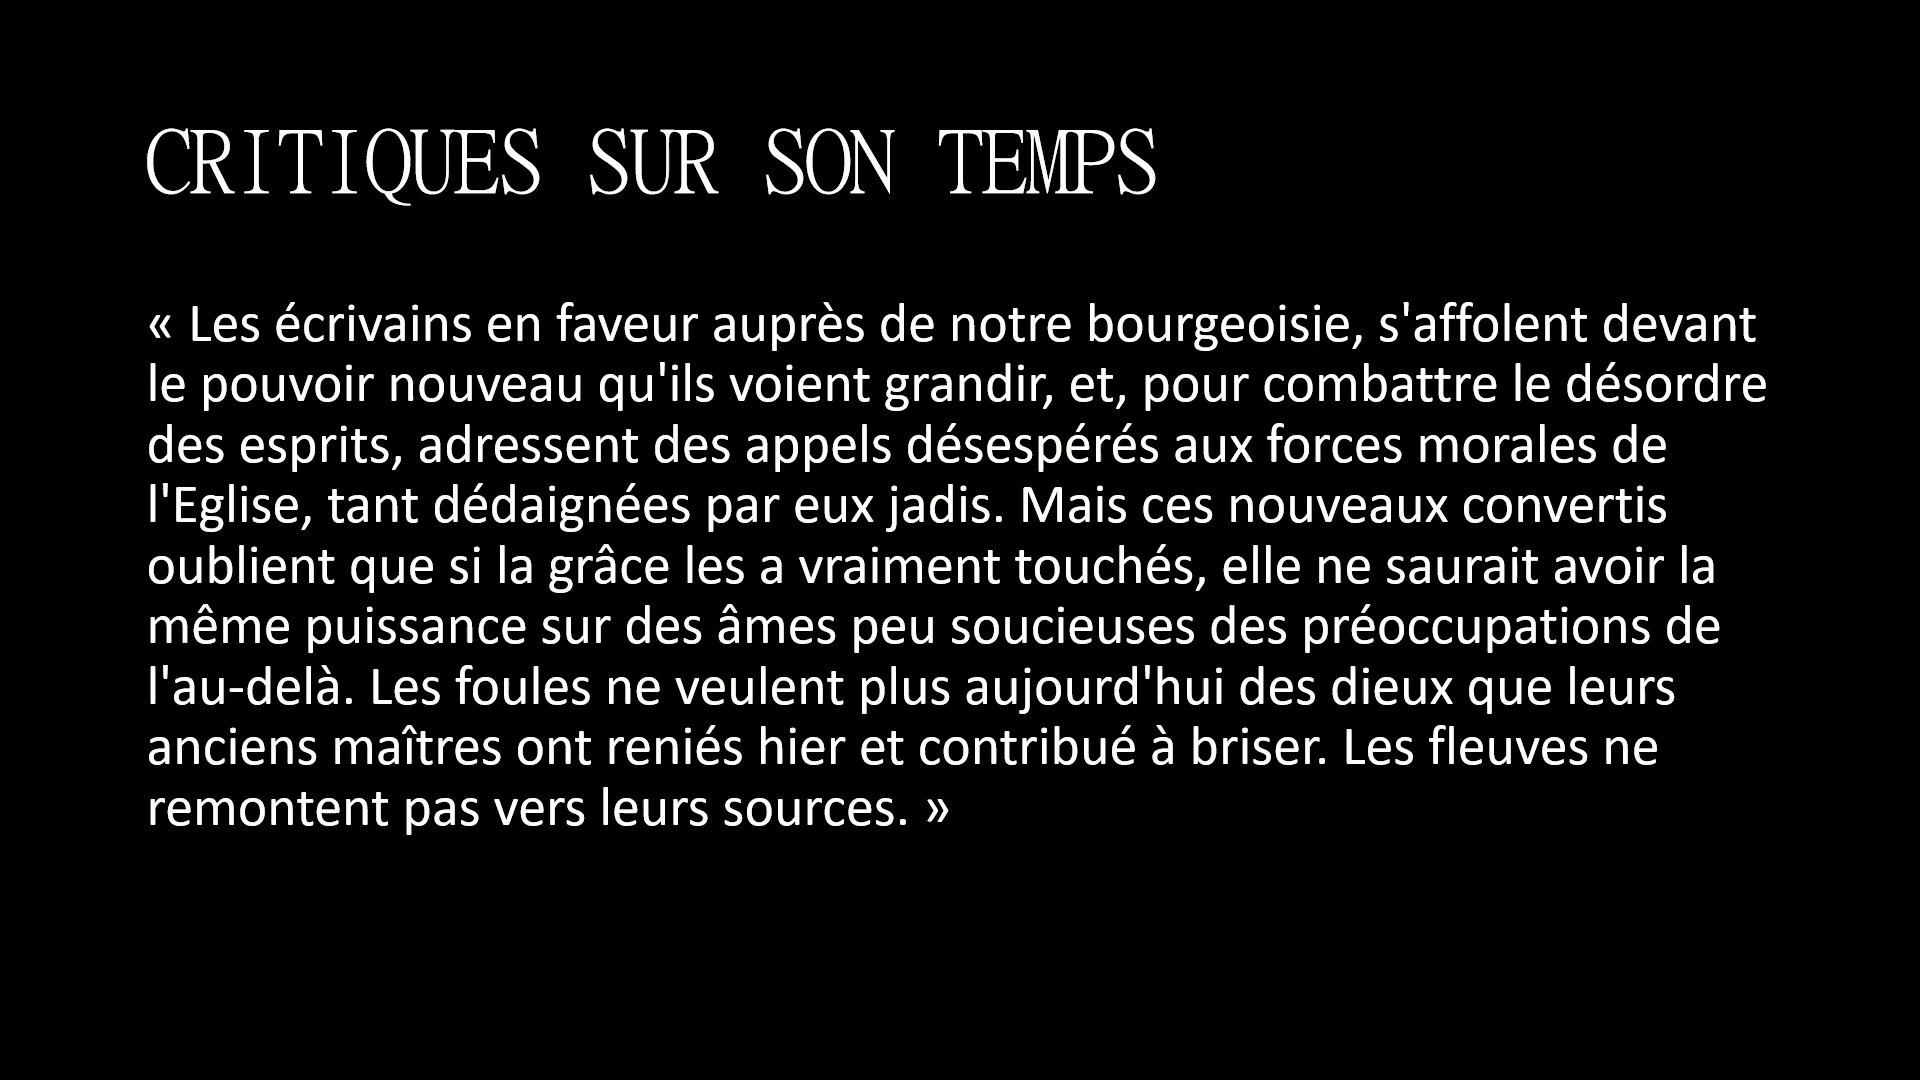 CRITIQUES SUR SON TEMPS
« Les écrivains en faveur auprès de notre bourgeoisie, s'affolent devant
le pouvoir nouveau qu'ils voient grandir, et, pour combattre le désordre
des esprits, adressent des appels désespérés aux forces morales de
l'Eglise, tant dédaignées par eux jadis. Mais ces nouveaux convertis
oublient que si la grâce les a vraiment touchés, elle ne saurait avoir la
même puissance sur des âmes peu soucieuses des préoccupations de
l'au-delà. Les foules ne veulent plus aujourd'hui des dieux que leurs
anciens maîtres ont reniés hier et contribué à briser. Les fleuves ne
remontent pas vers leurs sources. »